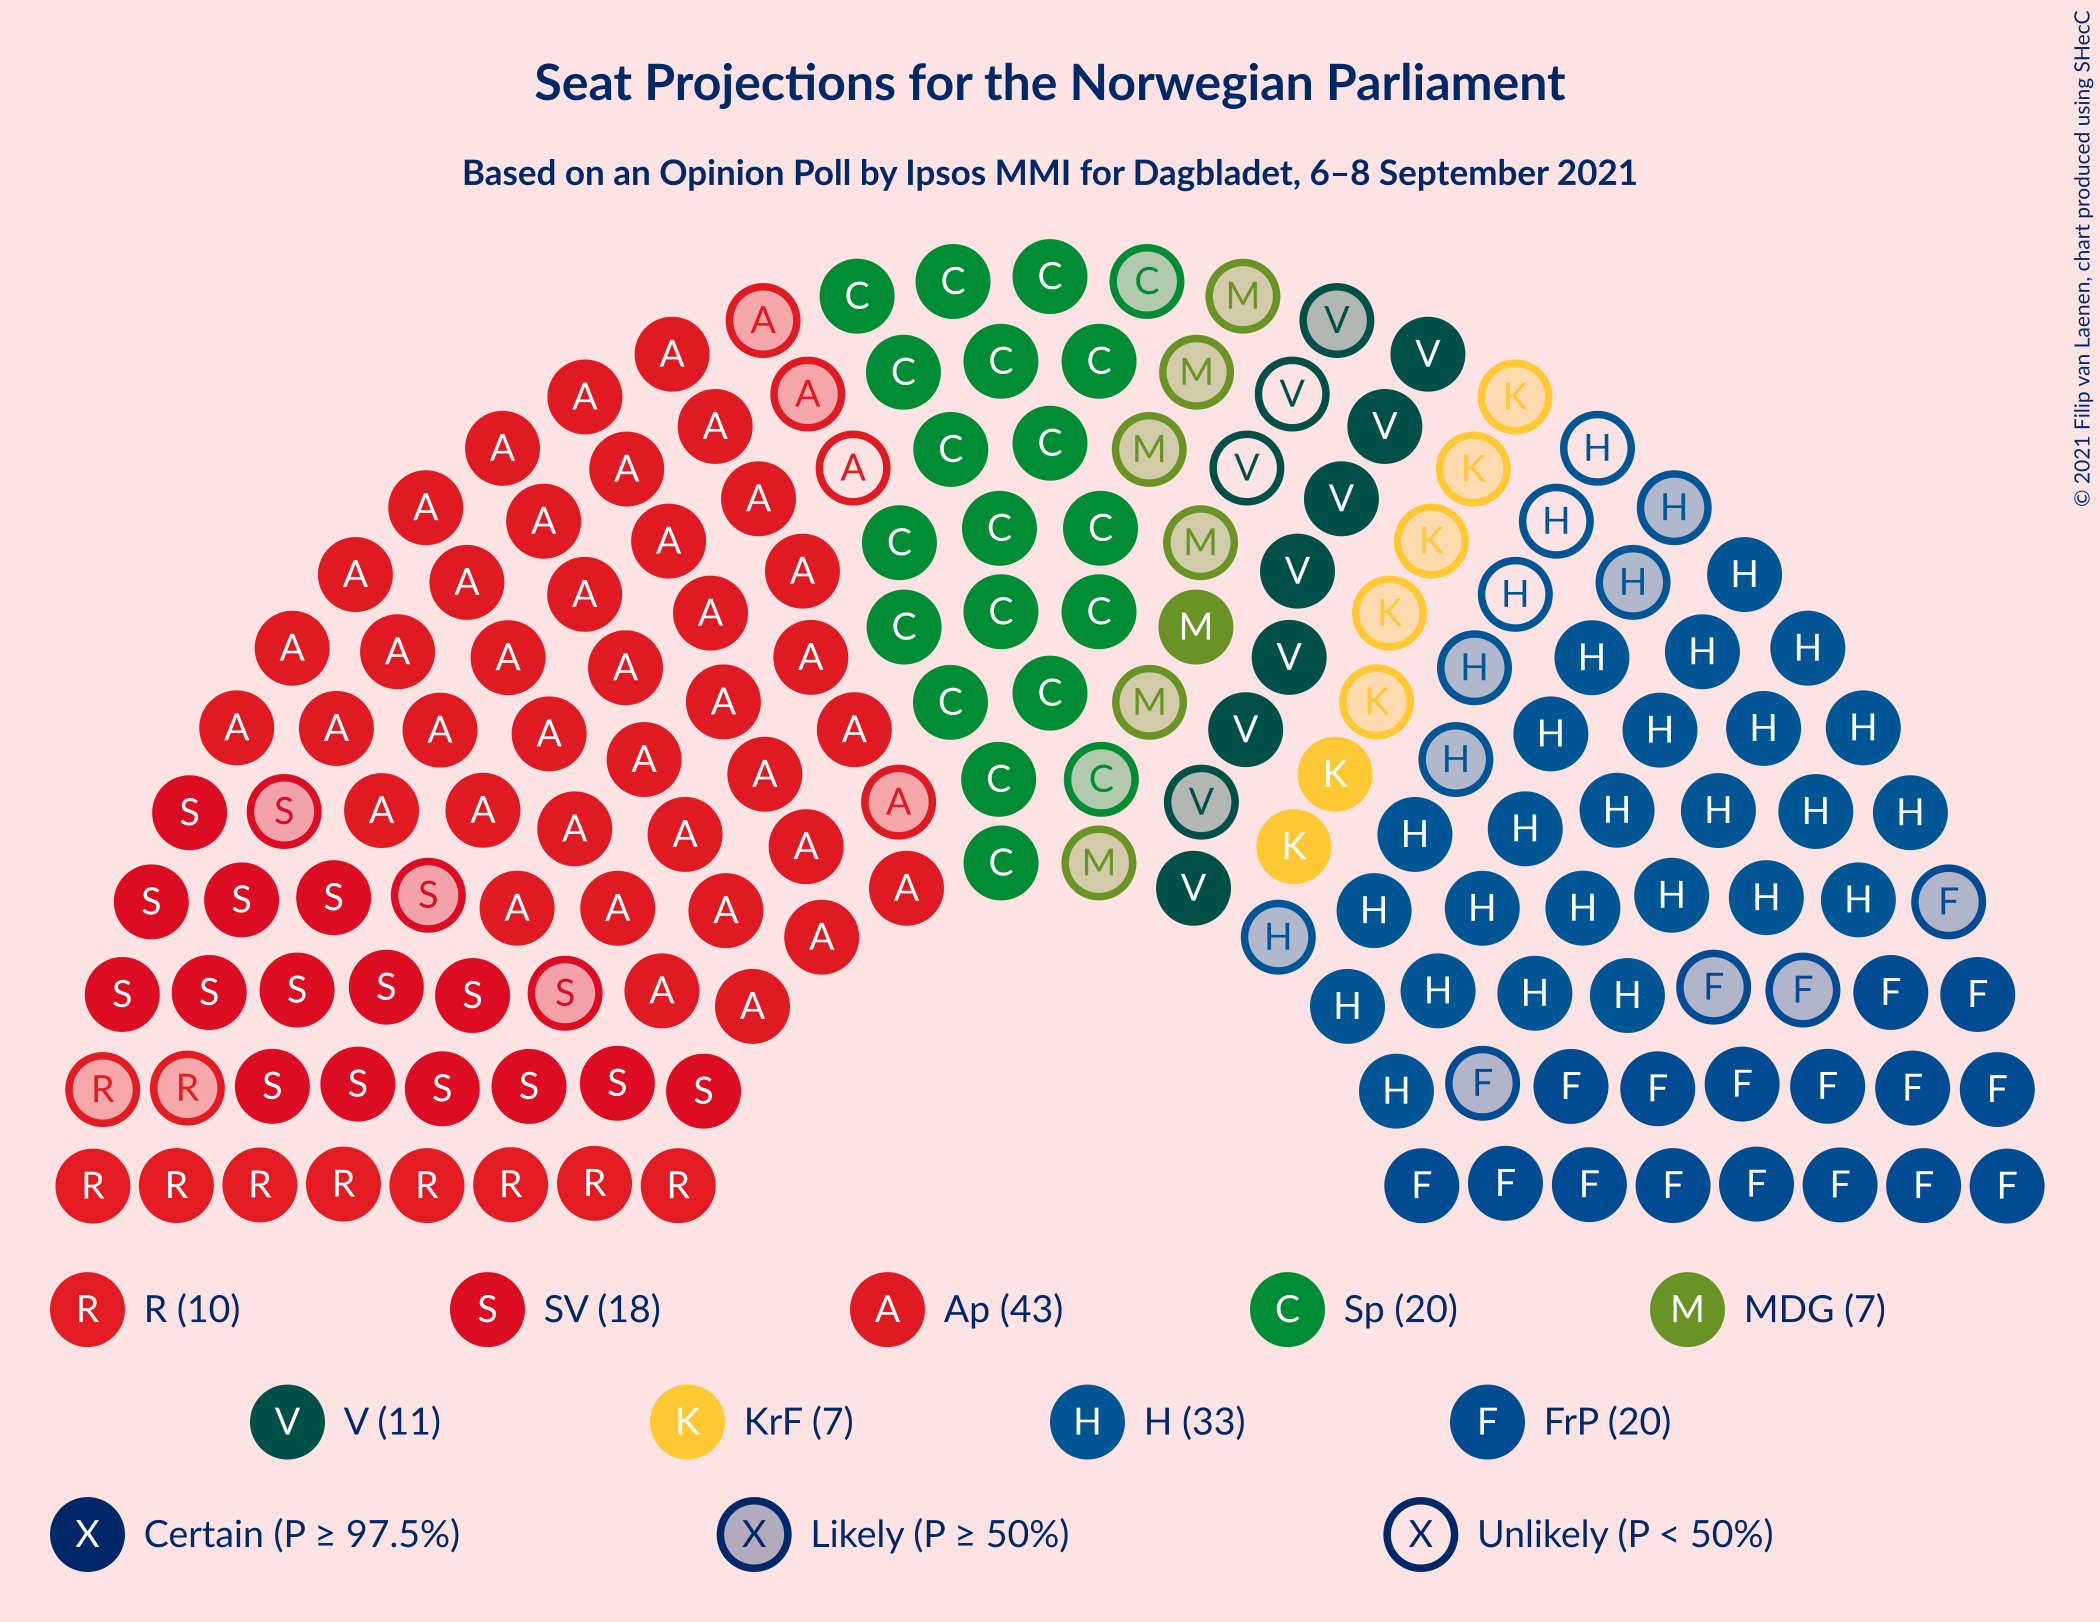 © 2021 Filip van Laenen, chart produced using SHecC
Seat Projections for the Norwegian Parliament
Based on an Opinion Poll by Ipsos MMI for Dagbladet, 6–8 September 2021
C C C C M
A V
A C C C M V
A A V K
A A C C M V H
A A V K
A A A V H H
A C C C M K
A A A A V H H H
A C C C M K
A A A A A V H H H H
A C C M K
A A A A A V H H H H
A A C C K H
S S A A A A A V H H H H H H
A C M K
S S S S A A A A V H H H H H H F
A H
S S S S S S A A H H H H F F F F
R R S S S S S S H F F F F F F F
R R R R R R R R F F F F F F F F
R R (10) S SV (18) A Ap (43) C Sp (20) M MDG (7)
V V (11) K KrF (7) H H (33) F FrP (20)
X Certain (P ≥ 97.5%) X Likely (P ≥ 50%) X Unlikely (P < 50%)